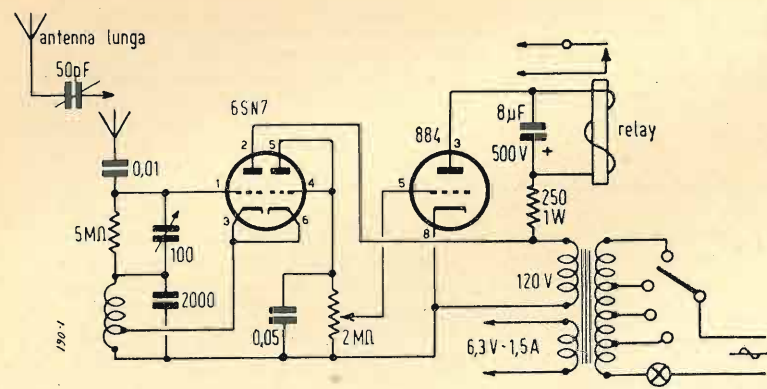 antenna lunga
50pF
6SN7
2
5
884
3
8µF
500V
+
relay
0,01
1
4
5
3
6
8
250
1W
5MΩ
100
2000
0,05
2MΩ
120V
6,3V-1,5A
190-1